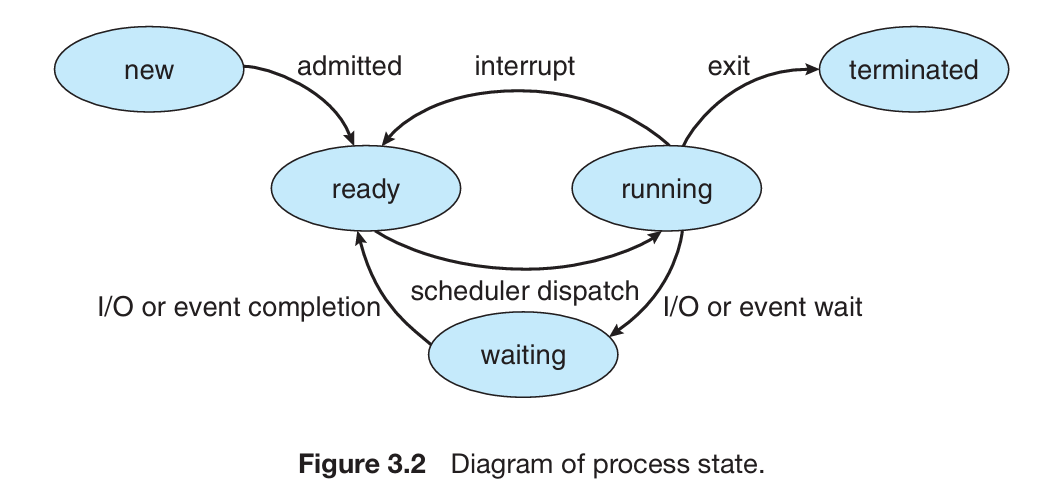 new
admitted
interrupt
exit
terminated
ready
running
I/O or event completion
scheduler dispatch
I/O or event wait
waiting
Figure 3.2 Diagram of process state.